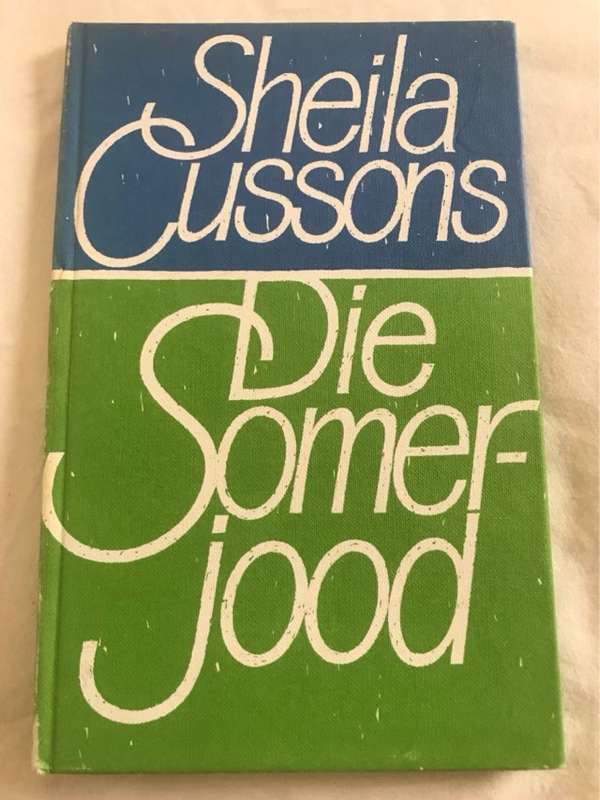 Sheila
Cussons
Die
Somer-
jood